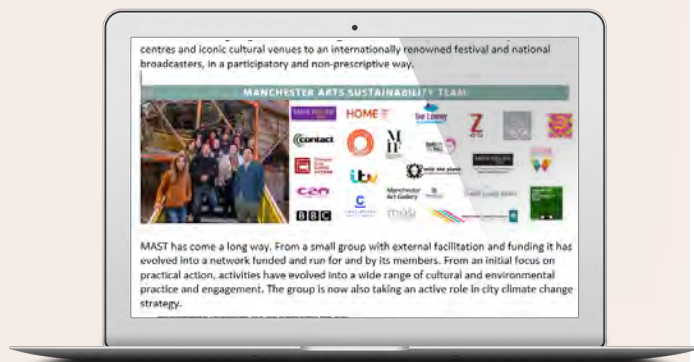 centres and iconic cultural venues to an internationally renowned festival and national
broadcasters, in a participatory and non-prescriptive way.
MANCHESTER ARTS SUSTAINABILITY TEAM
HOME
The Lowry
Z
contact
MIF
itv
Manchester
Art Gallery
BBC
MAST has come a long way. From a small group with external facilitation and funding it has
evolved into a network funded and run for and by its members. From an initial focus on
practical action, activities have evolved into a wide range of cultural and environmental
practice and engagement. The group is now also taking an active role in city climate change
strategy.